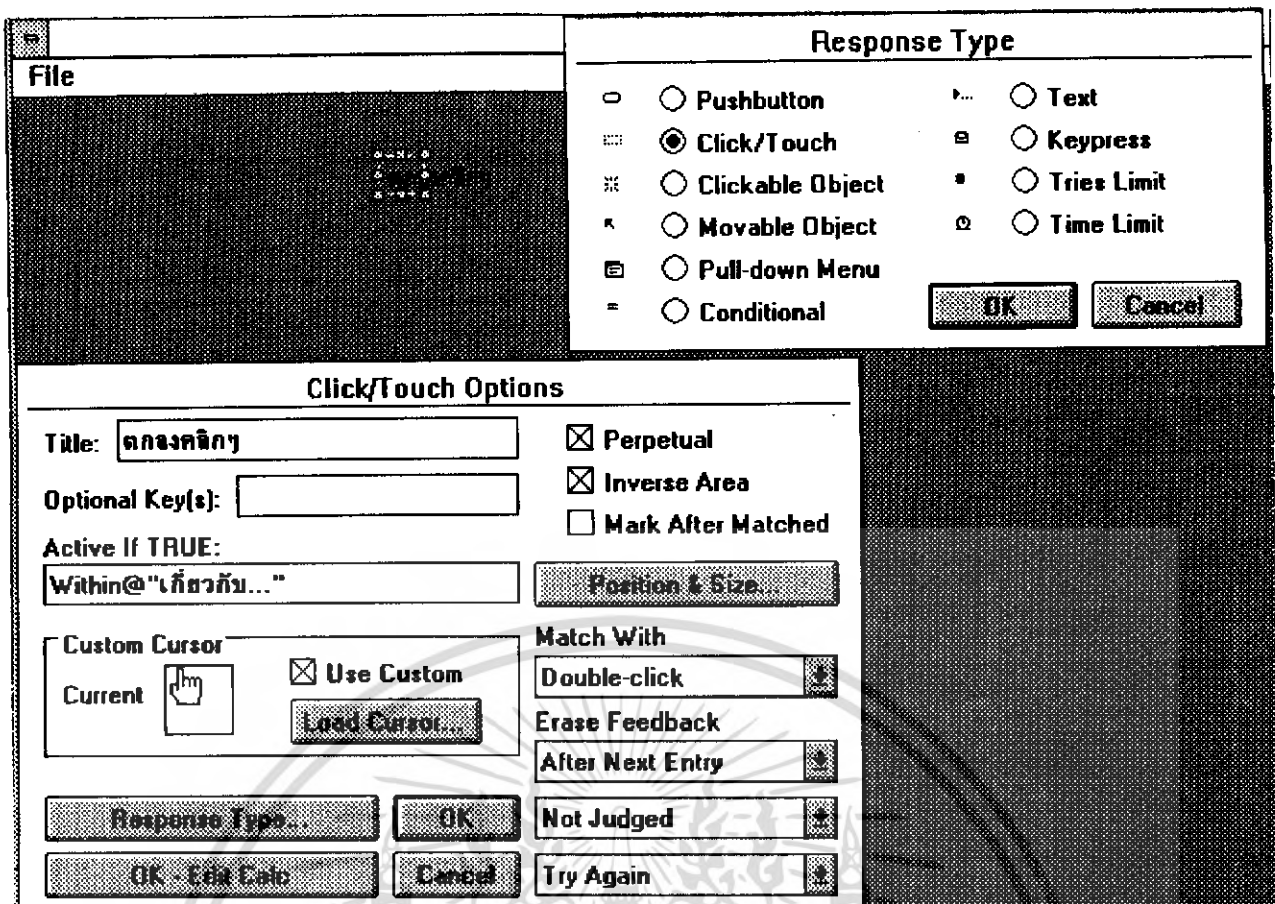 File
Response Type
Pushbutton
Click/Touch
Clickable Object
Movable Object
Pull-down Menu
Conditional
Text
Keypress
Tries Limit
Time Limit
OK
Cancel
Click/Touch Options
Title: ตกลงคลิกๆ
Optional Key(s):
Active If TRUE:
Within@"เกี่ยวกับ..."
Custom Cursor
Current
Use Custom
Load Cursor...
Response Type...
OK
OK - Edit Calc
Cancel
Perpetual
Inverse Area
Mark After Matched
Position & Size...
Match With
Double-click
Erase Feedback
After Next Entry
Not Judged
Try Again